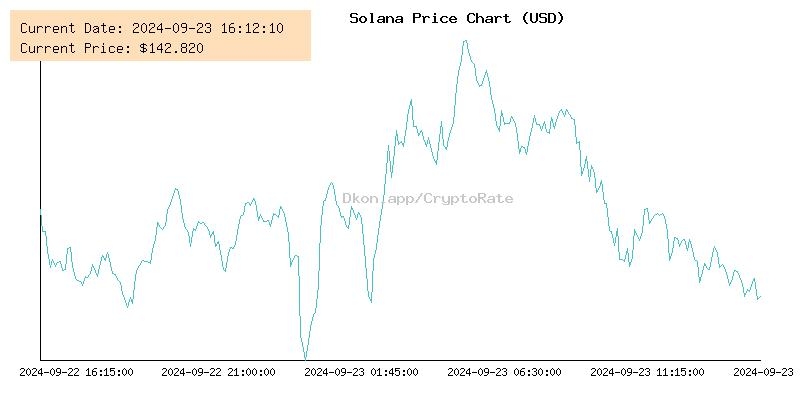 Solana Price Chart (USD)
Current Date: 2024-09-23 16:12:10
Current Price: $142.820
Dkon.app/CryptoRate
2024-09-22 16:15:00 2024-09-22 21:00:00 2024-09-23 01:45:00 2024-09-23 06:30:00 2024-09-23 11:15:00 2024-09-23